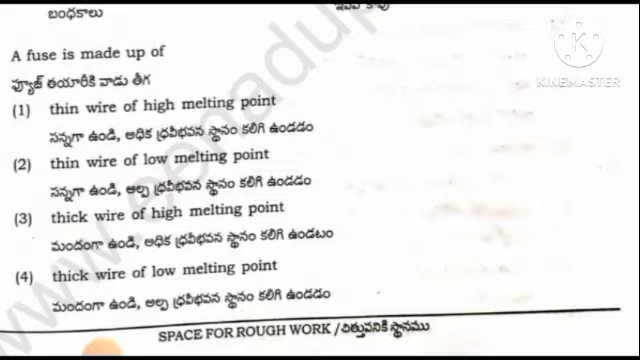 బంధకాలు
ఇవేవి కావు
A fuse is made up of
ఫ్యూజ్ తయారీకి వాడు తీగ
(1) thin wire of high melting point
సన్నగా ఉండి, అధిక ధ్రవీభవన స్థానం కలిగి ఉండడం
(2) thin wire of low melting point
సన్నగా ఉండి, అల్ప ధ్రవీభవన స్థానం కలిగి ఉండడం
(3) thick wire of high melting point
మందంగా ఉండి, అధిక ధ్రవీభవన స్థానం కలిగి ఉండటం
(4) thick wire of low melting point
మందంగా ఉండి, అల్ప ధ్రవీభవన స్థానం కలిగి ఉండడం
SPACE FOR ROUGH WORK / చిత్తుపనికి స్థానము
KINEMASTER